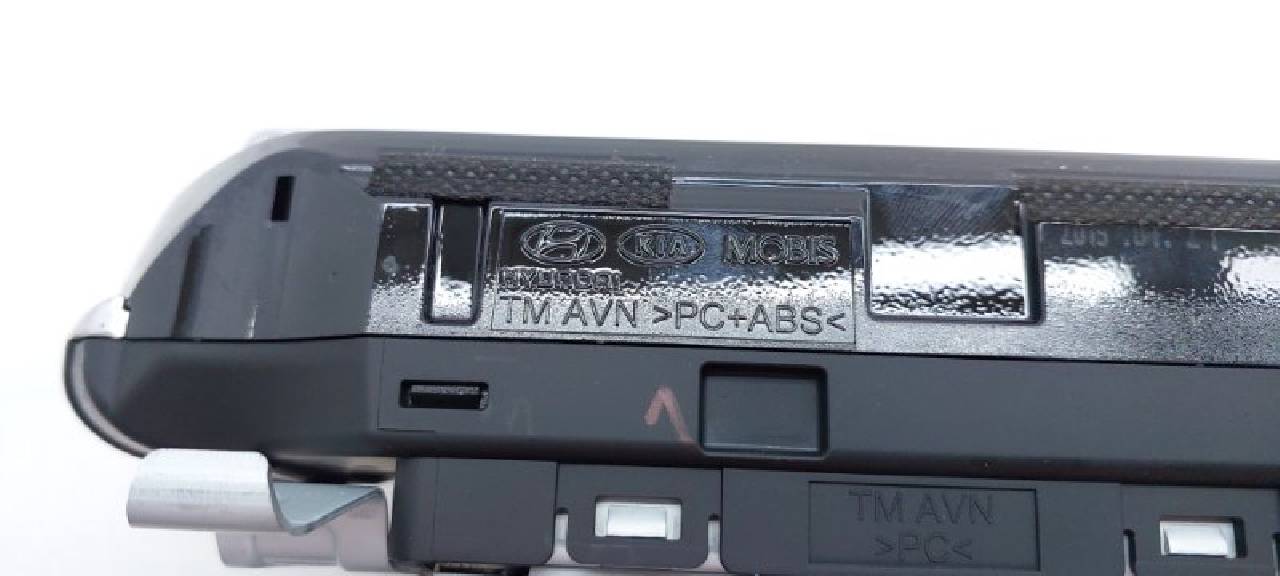 KIA MOBIS
HYUNDAI
TM AVN >PC+ABS<
TM AVN
>PC<